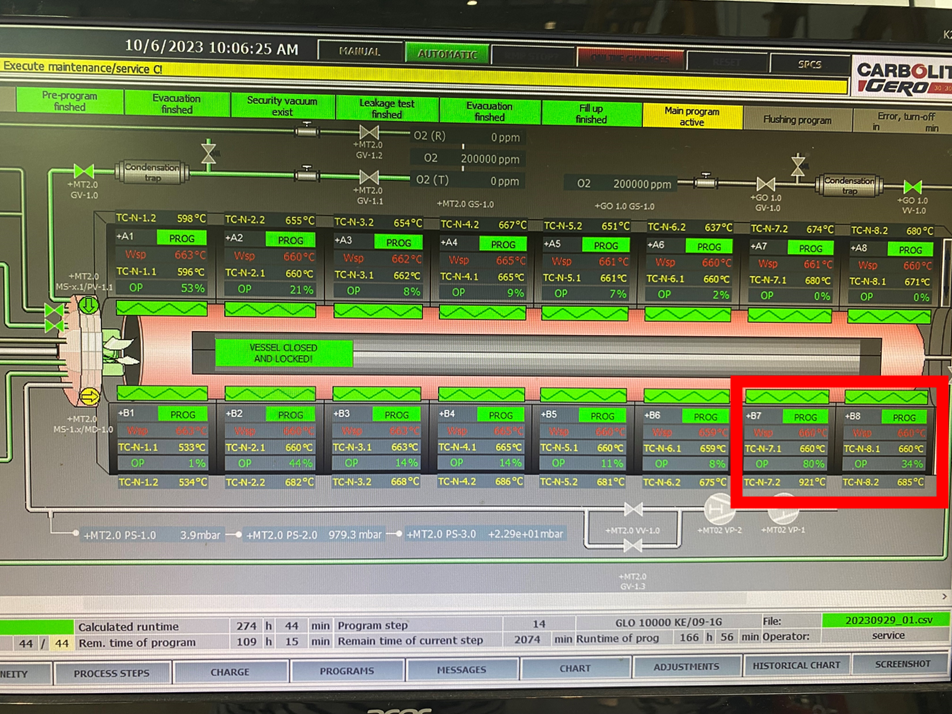 10/6/2023 10:06:25 AM MANUAL AUTOMATIC ONLINE CHANGES RESET SPCS
Execute maintenance/service C!
CARBOLIT
GERO
Pre-program finshed
Evacuation finshed
Security vacuum exist
Leakage test finshed
Evacuation finshed
Fill up finshed
Main program active
Flushing program
Error, turn-off in min
+MT2.0 GV-1.2
O2 (R) 0 ppm
O2 200000 ppm
O2 (T) 0 ppm
+MT2.0 GV-1.0
Condensation trap
+MT2.0 GV-1.1
+MT2.0 GS-1.0
O2 200000 ppm
+GO 1.0 GS-1.0
+GO 1.0 GV-1.0
Condensation trap
+GO 1.0 VV-1.0
TC-N-1.2 598°C TC-N-2.2 655°C TC-N-3.2 654°C TC-N-4.2 667°C TC-N-5.2 651°C TC-N-6.2 637°C TC-N-7.2 674°C TC-N-8.2 680°C
+A1 PROG +A2 PROG +A3 PROG +A4 PROG +A5 PROG +A6 PROG +A7 PROG +A8 PROG
Wsp 663°C Wsp 660°C Wsp 662°C Wsp 665°C Wsp 661°C Wsp 660°C Wsp 661°C Wsp 660°C
TC-N-1.1 596°C TC-N-2.1 660°C TC-N-3.1 662°C TC-N-4.1 665°C TC-N-5.1 661°C TC-N-6.1 660°C TC-N-7.1 680°C TC-N-8.1 671°C
OP 53% OP 21% OP 8% OP 9% OP 7% OP 2% OP 0% OP 0%
+MT2.0
MS-x.1/PV-1.1
VESSEL CLOSED
AND LOCKED!
+MT2.0
MS-1.x/MD-1.0
+B1 PROG +B2 PROG +B3 PROG +B4 PROG +B5 PROG +B6 PROG +B7 PROG +B8 PROG
Wsp Wsp Wsp Wsp Wsp Wsp Wsp 660°C Wsp 660°C
TC-N-1.1 533°C TC-N-2.1 660°C TC-N-3.1 663°C TC-N-4.1 665°C TC-N-5.1 660°C TC-N-6.1 659°C TC-N-7.1 660°C TC-N-8.1 660°C
OP 1% OP 44% OP 14% OP 14% OP 11% OP 8% OP 80% OP 34%
TC-N-1.2 534°C TC-N-2.2 682°C TC-N-3.2 668°C TC-N-4.2 686°C TC-N-5.2 681°C TC-N-6.2 675°C TC-N-7.2 921°C TC-N-8.2 685°C
+MT2.0 PS-1.0 3.9mbar +MT2.0 PS-2.0 979.3 mbar +MT2.0 PS-3.0 +2.29e+01mbar
+MT2.0 VV-1.0 +MT02 VP-2 +MT02 VP-1
+MT2.0
GV-1.3
Calculated runtime 274 h 44 min Program step 14 GLO 10000 KE/09-1G File: 20230929_01.csv
44 / 44 Rem. time of program 109 h 15 min Remain time of current step 2074 min Runtime of prog 166 h 56 min Operator: service
NEITY PROCESS STEPS CHARGE PROGRAMS MESSAGES CHART ADJUSTMENTS HISTORICAL CHART SCREENSHOT
acer